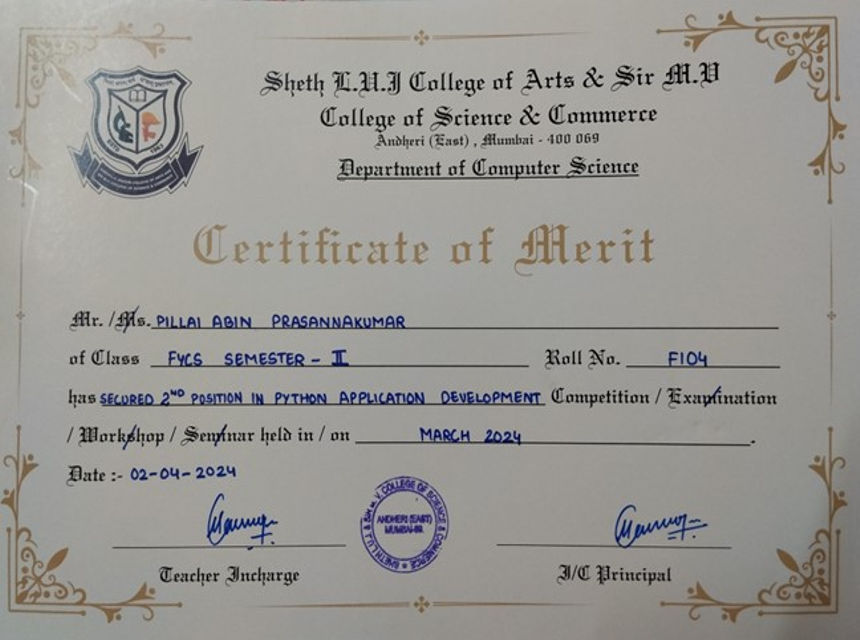 Sheth L.U.J College of Arts & Sir M.V
College of Science & Commerce
Andheri (East) , Mumbai - 400 069
Department of Computer Science
Certificate of Merit
Mr. /Ms. PILLAI ABIN PRASANNAKUMAR
of Class FYCS SEMESTER - II Roll No. F104
has SECURED 2ND POSITION IN PYTHON APPLICATION DEVELOPMENT Competition / Examination
/ Workshop / Seminar held in / on MARCH 2024.
Date :- 02-04-2024
SHETH L.U.J. & SIR M. V. COLLEGE OF SCIENCE & COMMERCE
ANDHERI (EAST)
MUMBAI-69.
Teacher Incharge I/C Principal